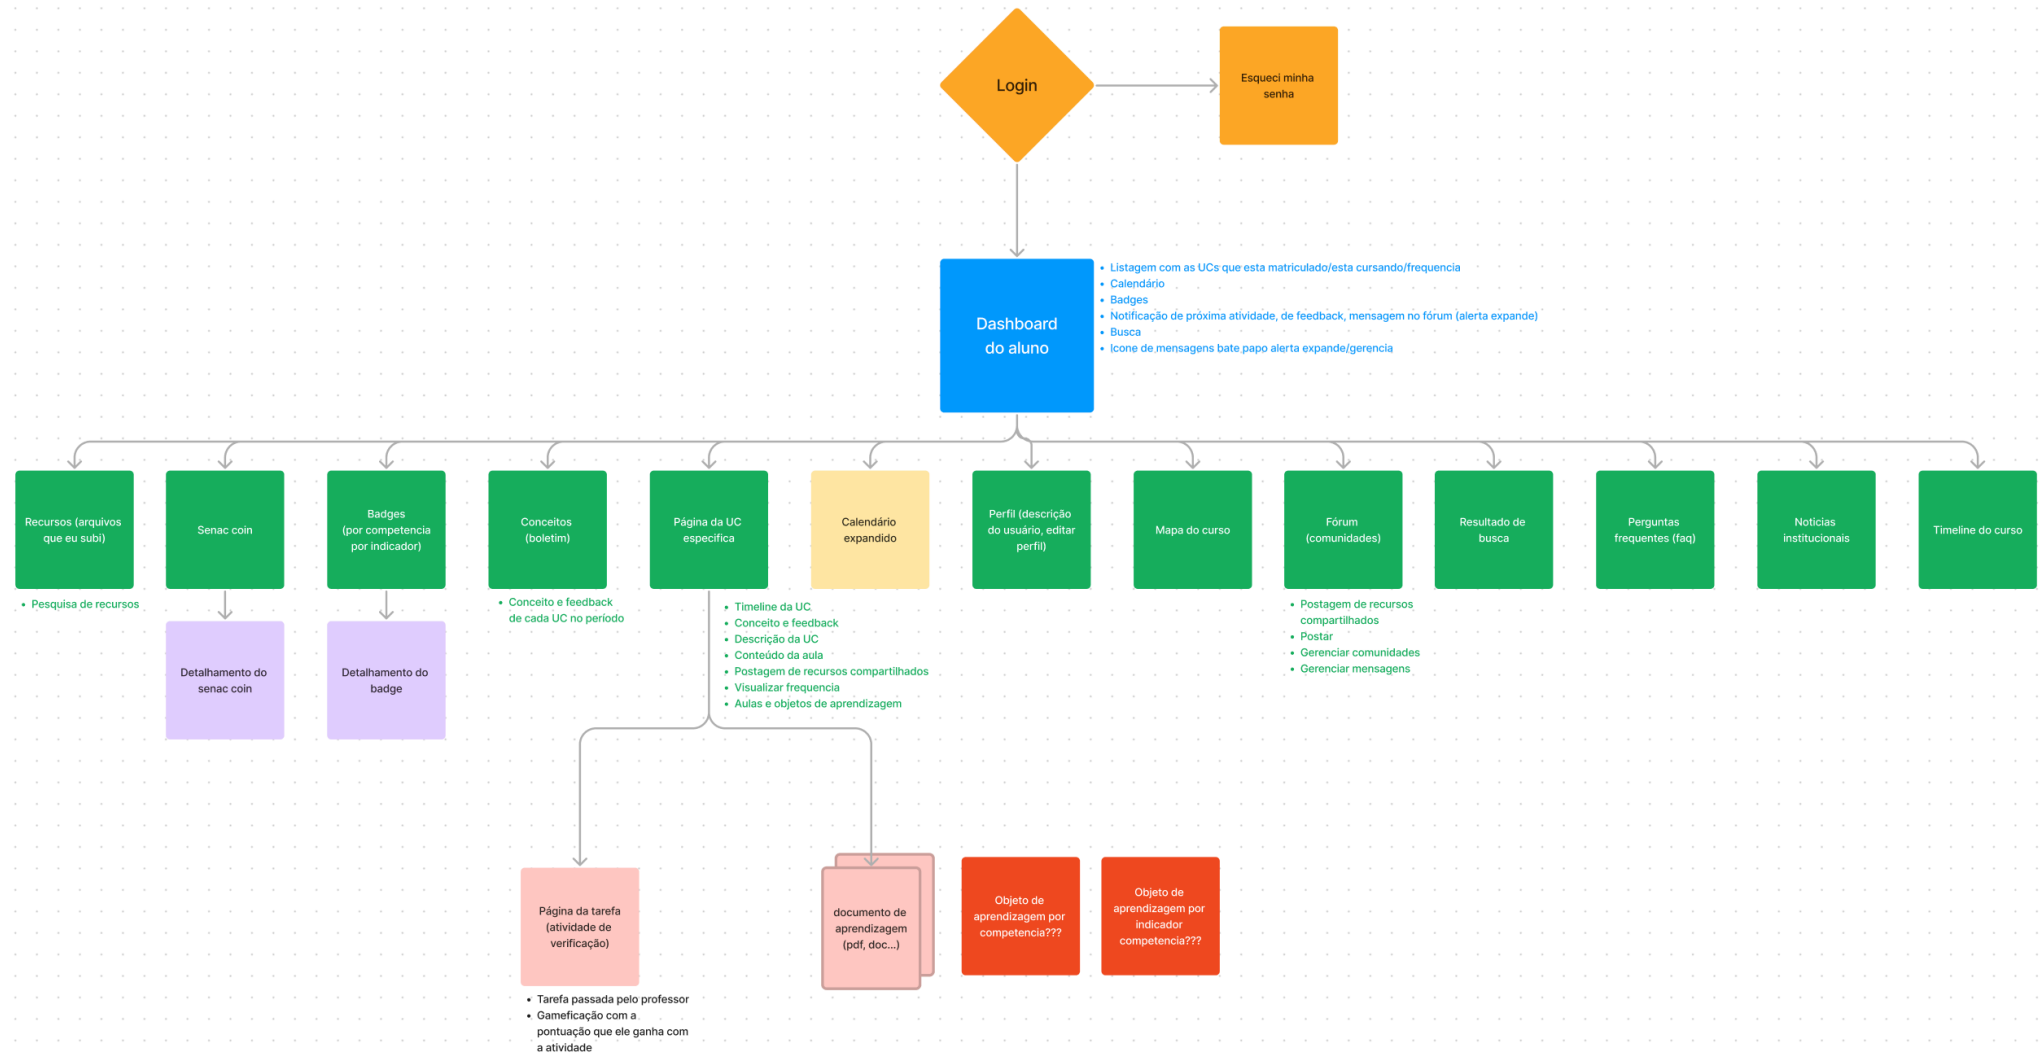 Login
Esqueci minha
senha
Dashboard
do aluno
• Listagem com as UCs que esta matriculado/esta cursando/frequencia
• Calendário
• Badges
• Notificação de próxima atividade, de feedback, mensagem no fórum (alerta expande)
• Busca
• Icone de mensagens bate papo alerta expande/gerencia
Recursos (arquivos
que eu subi)
• Pesquisa de recursos
Senac coin
Badges
(por competencia
por indicador)
Conceitos
(boletim)
• Conceito e feedback
de cada UC no período
Página da UC
especifica
• Timeline da UC
• Conceito e feedback
• Descrição da UC
• Conteúdo da aula
• Postagem de recursos compartilhados
• Visualizar frequencia
• Aulas e objetos de aprendizagem
Calendário
expandido
Perfil (descrição
do usuário, editar
perfil)
Mapa do curso
Fórum
(comunidades)
• Postagem de recursos
compartilhados
• Postar
• Gerenciar comunidades
• Gerenciar mensagens
Resultado de
busca
Perguntas
frequentes (faq)
Noticias
institucionais
Timeline do curso
Detalhamento do
senac coin
Detalhamento do
badge
Página da tarefa
(atividade de
verificação)
• Tarefa passada pelo professor
• Gameficação com a
pontuação que ele ganha com
a atividade
documento de
aprendizagem
(pdf, doc...)
Objeto de
aprendizagem por
competencia???
Objeto de
aprendizagem por
indicador
competencia???